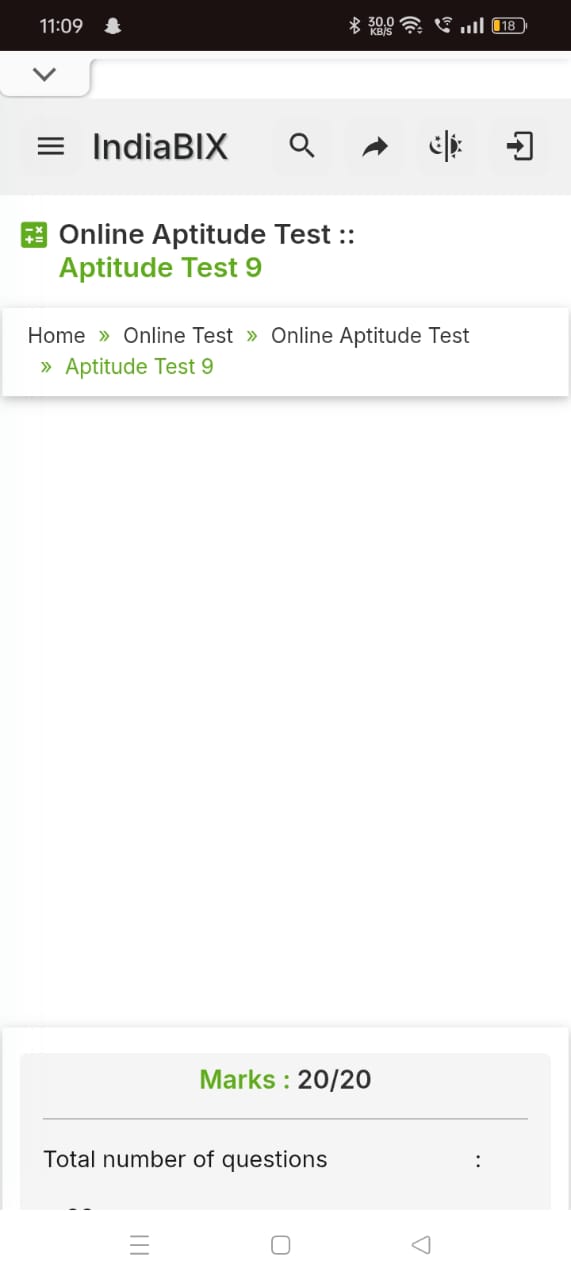 11:09
30.0
KB/S
18
IndiaBIX
Online Aptitude Test ::
Aptitude Test 9
Home » Online Test » Online Aptitude Test
» Aptitude Test 9
Marks : 20/20
Total number of questions :